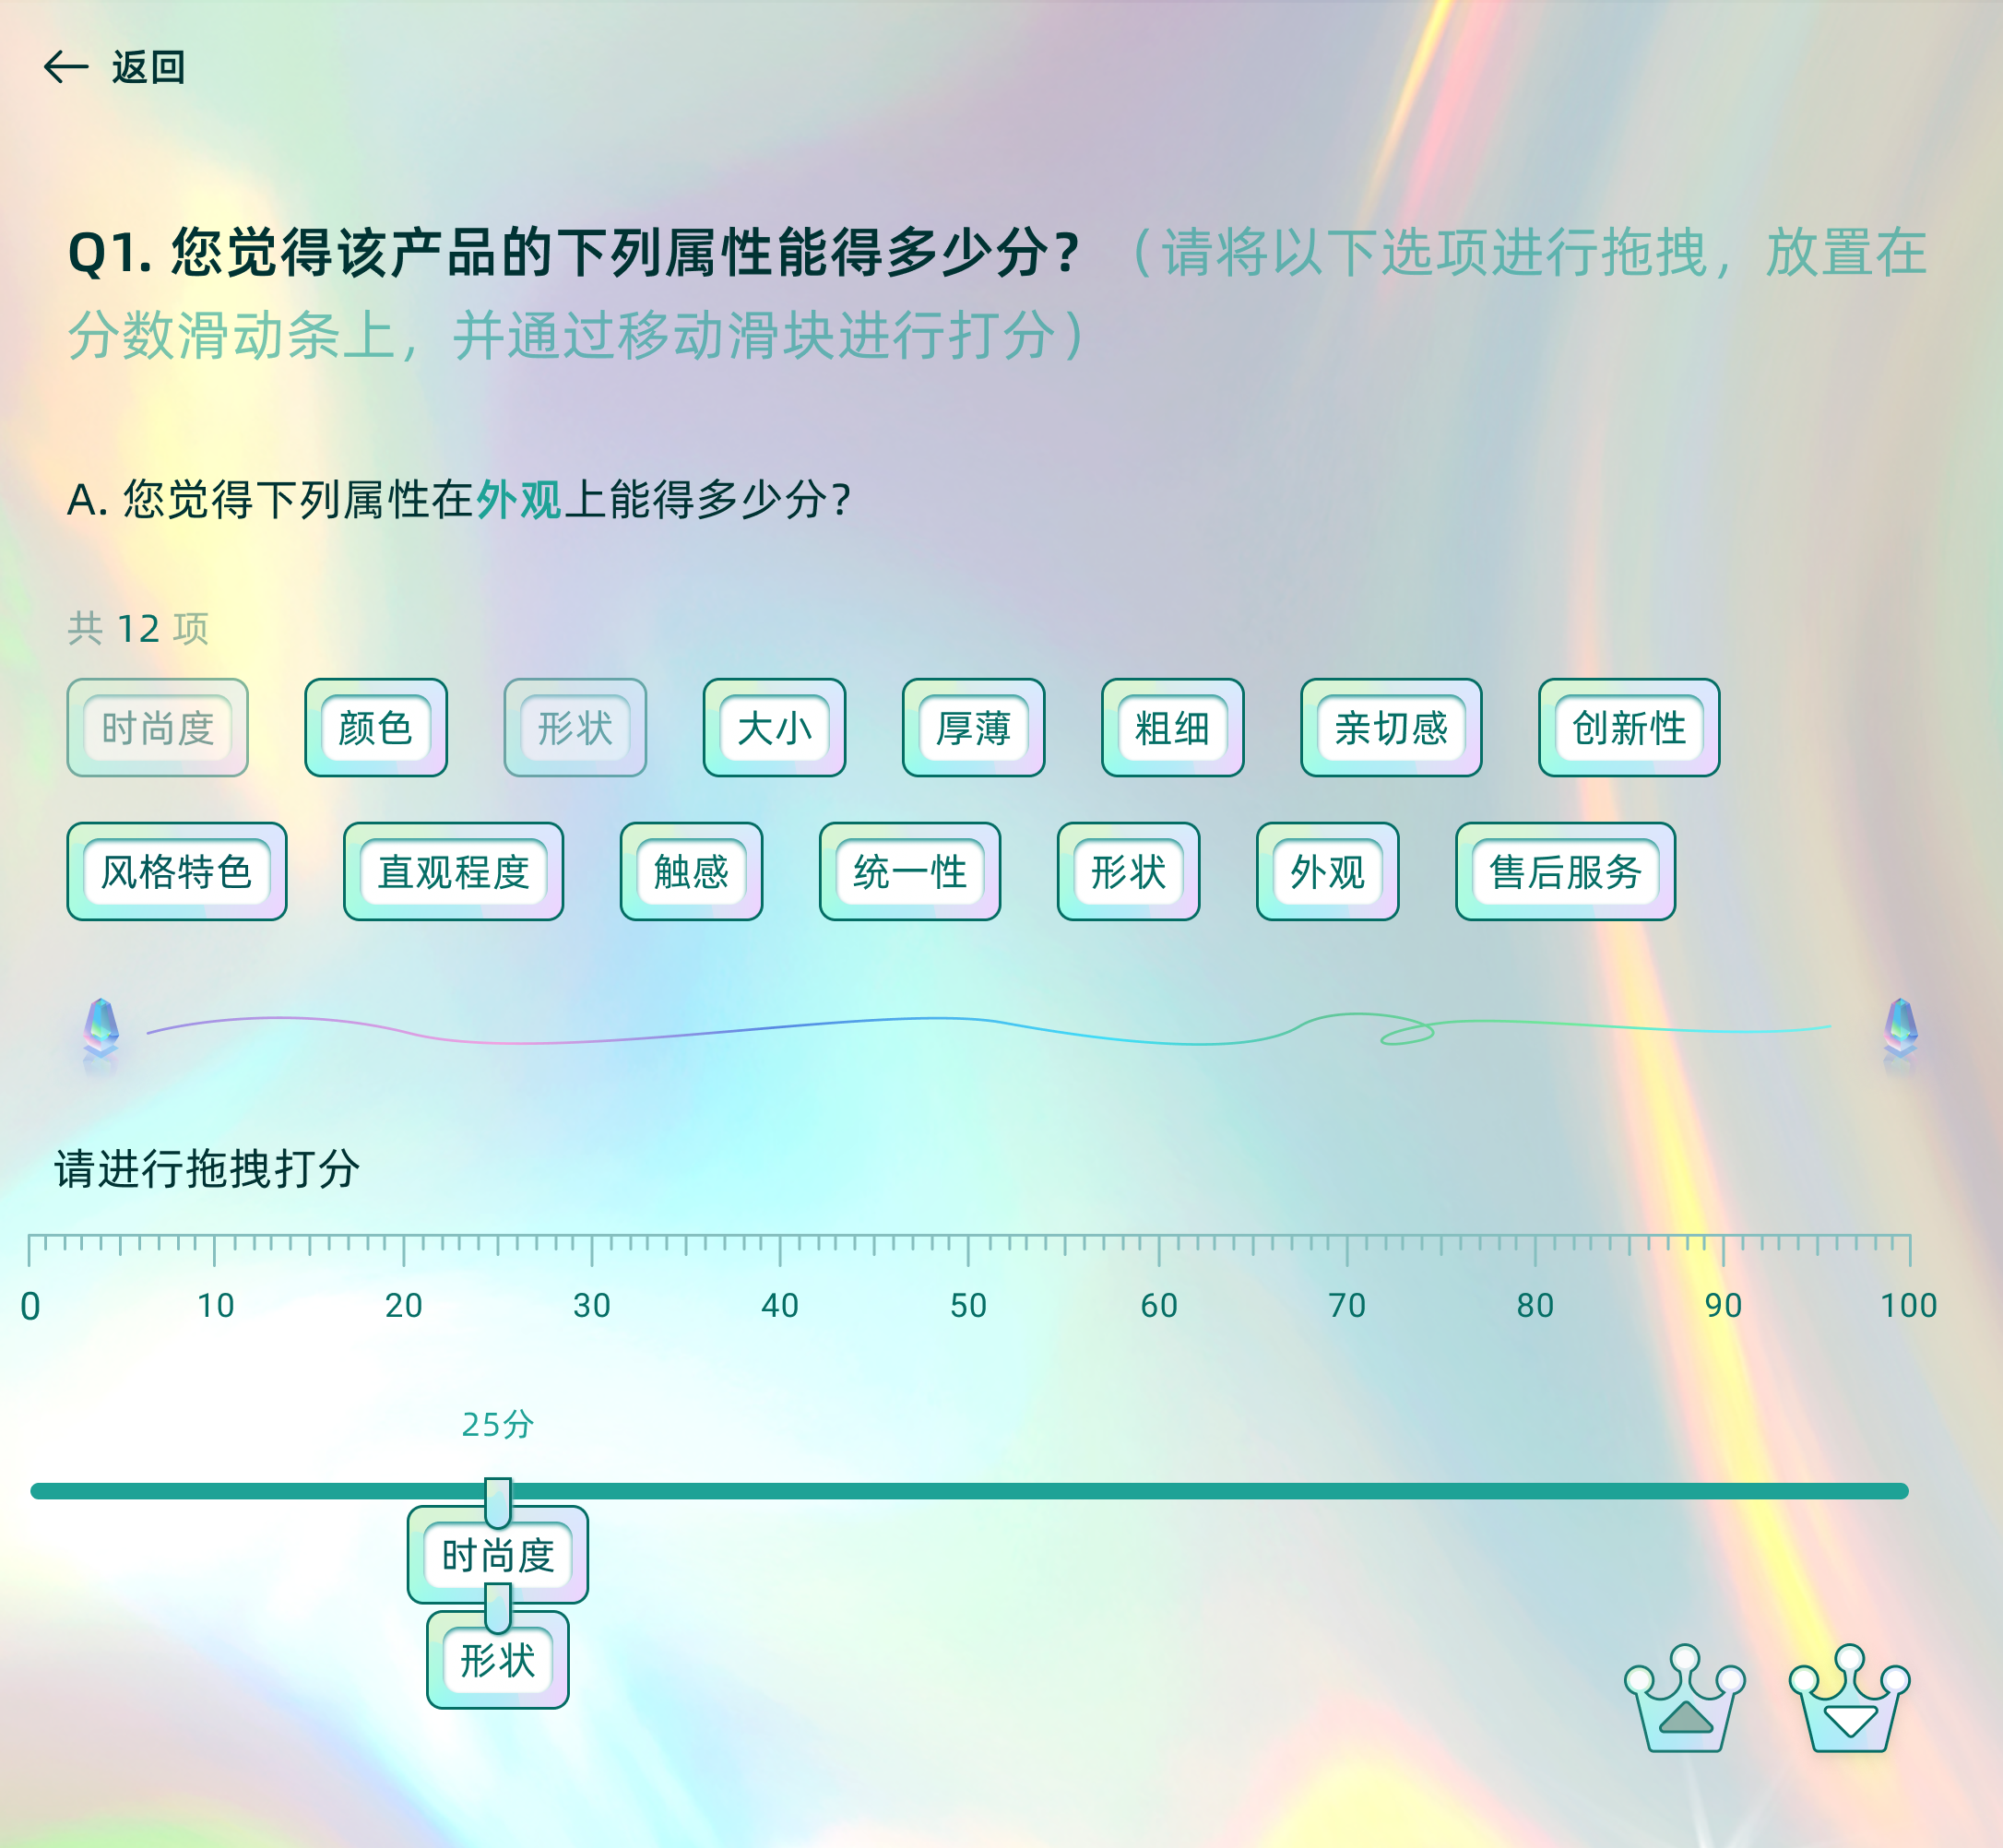 返回
Q1. 您觉得该产品的下列属性能得多少分？（请将以下选项进行拖拽，放置在
分数滑动条上，并通过移动滑块进行打分）
A. 您觉得下列属性在外观上能得多少分？
共 12 项
时尚度 颜色 形状 大小 厚薄 粗细 亲切感 创新性
风格特色 直观程度 触感 统一性 形状 外观 售后服务
请进行拖拽打分
0 10 20 30 40 50 60 70 80 90 100
25分
时尚度
形状